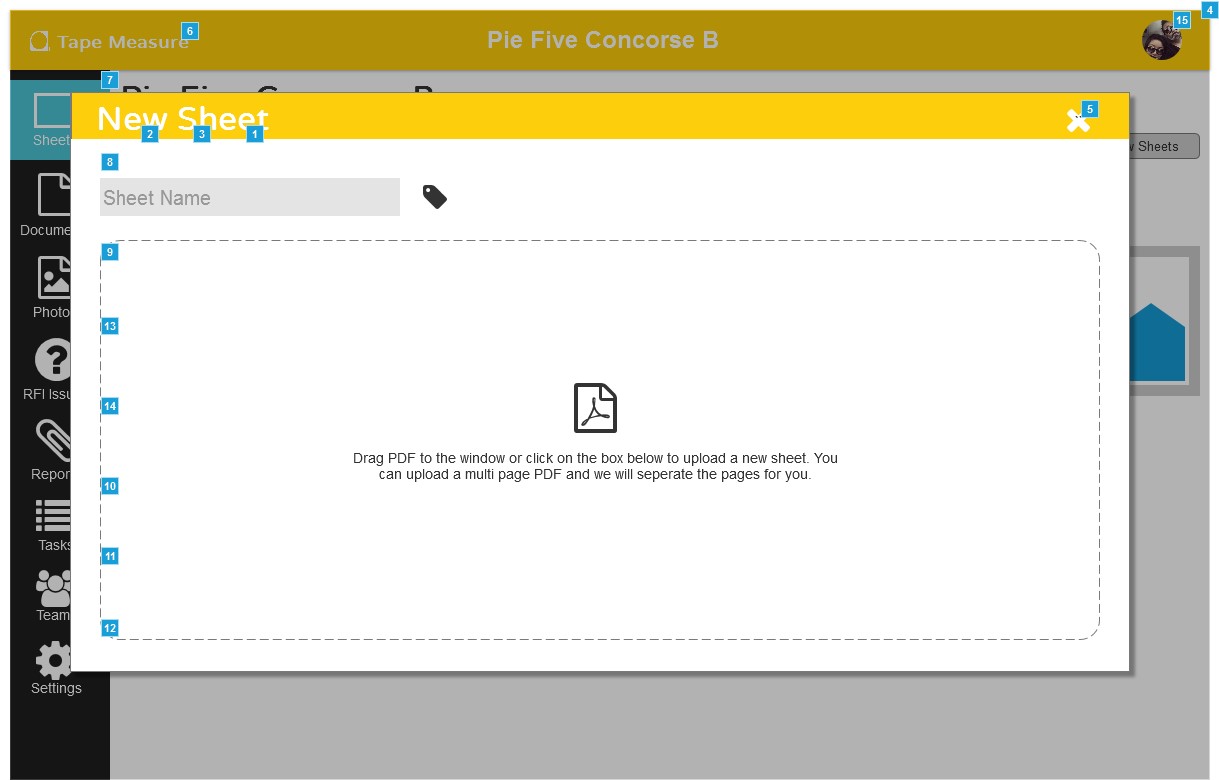 4
15
6
Tape Measure
Pie Five Concorse B
7
5
New Sheet
2
3
1
Sheet
Sheets
8
Sheet Name
Docume
9
Photo
13
RFI Issu
14
Drag PDF to the window or click on the box below to upload a new sheet. You
can upload a multi page PDF and we will seperate the pages for you.
Repor
10
Tasks
11
Team
12
Settings